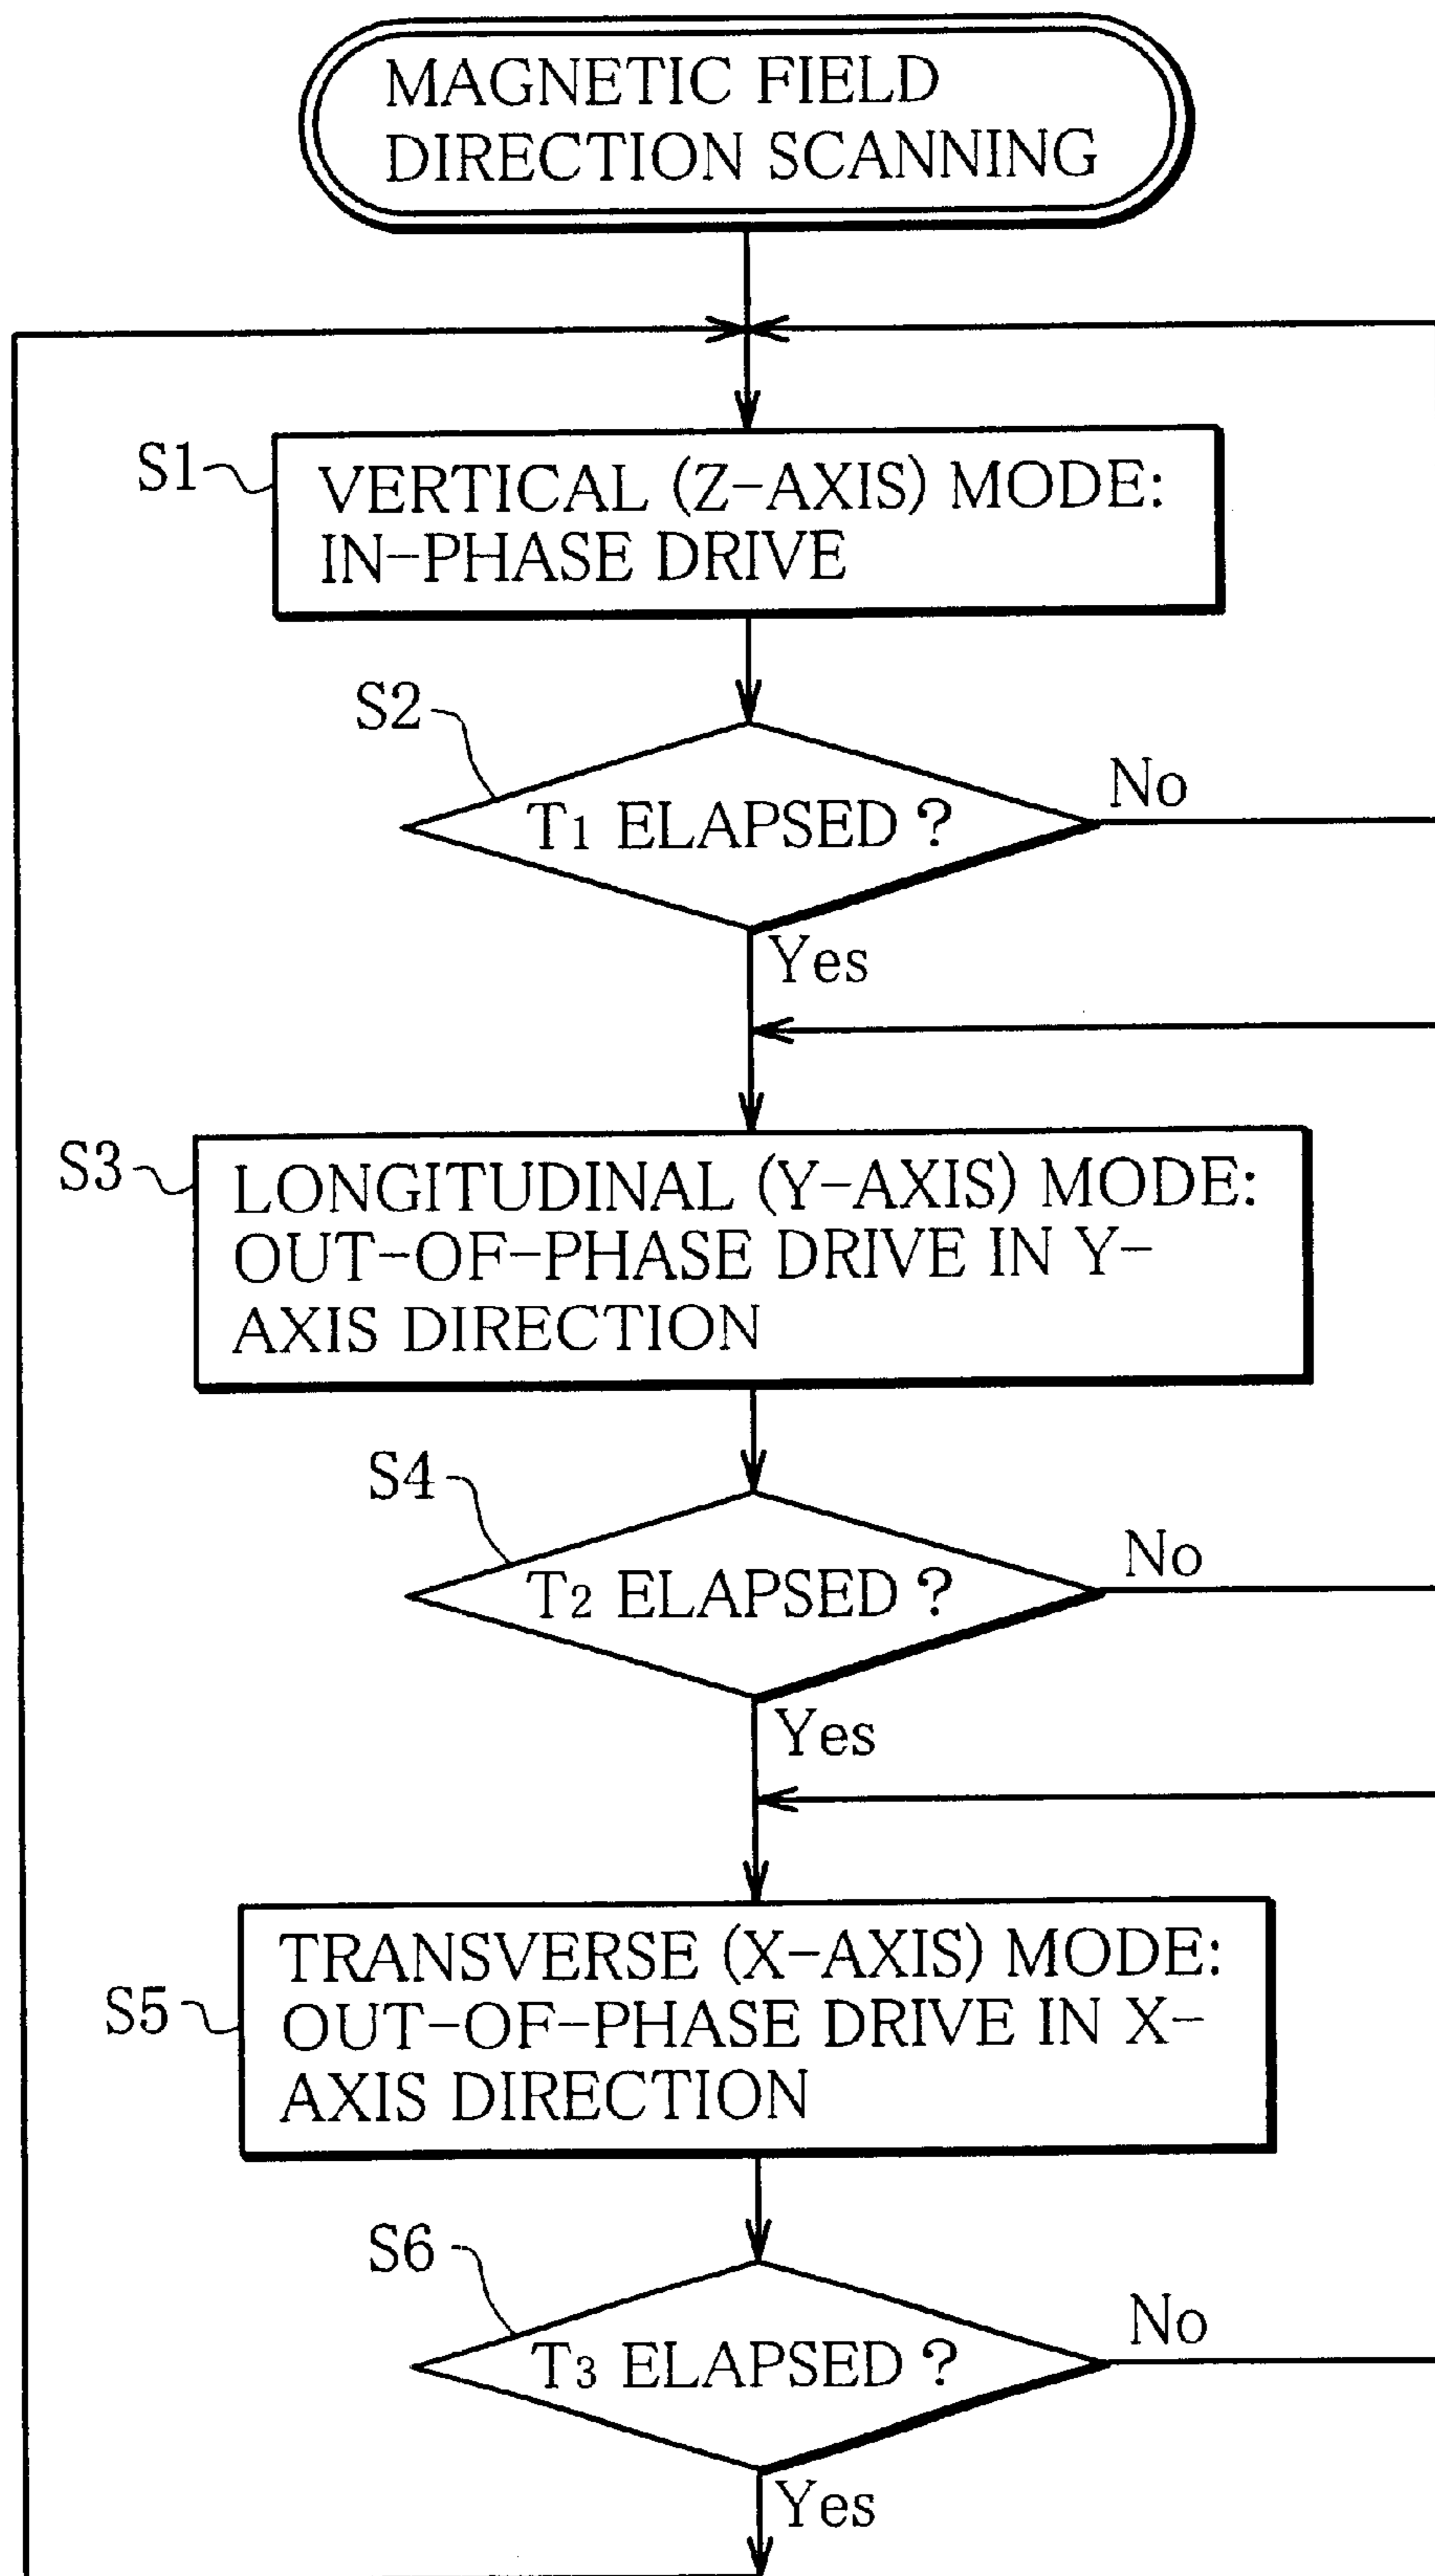 MAGNETIC FIELD
DIRECTION SCANNING
S1
VERTICAL (Z-AXIS) MODE:
IN-PHASE DRIVE
S2
T1 ELAPSED ?
No
Yes
S3
LONGITUDINAL (Y-AXIS) MODE:
OUT-OF-PHASE DRIVE IN Y-
AXIS DIRECTION
S4
T2 ELAPSED ?
No
Yes
S5
TRANSVERSE (X-AXIS) MODE:
OUT-OF-PHASE DRIVE IN X-
AXIS DIRECTION
S6
T3 ELAPSED ?
No
Yes